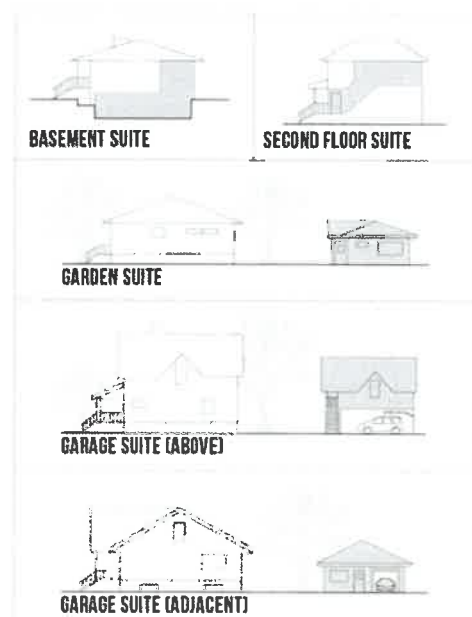 BASEMENT SUITE
SECOND FLOOR SUITE
GARDEN SUITE
GARAGE SUITE (ABOVE)
GARAGE SUITE (ADJACENT)